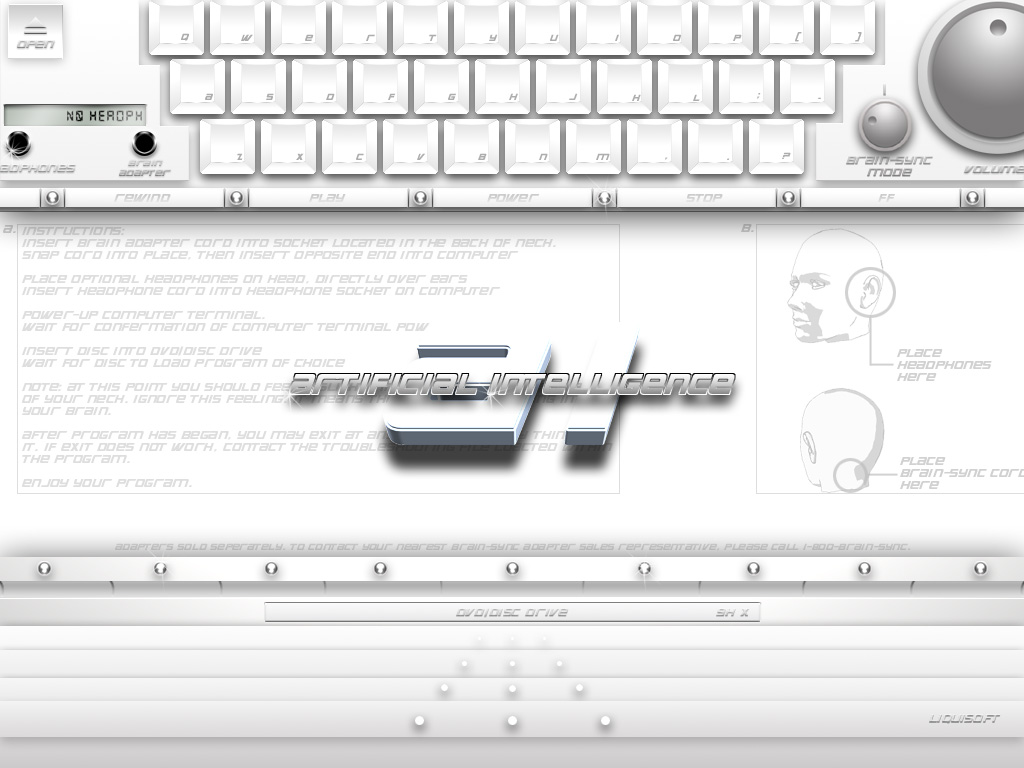 OPEN
Q W E R T Y U I O P [ ]
A S D F G H J H L : .
Z X C V B N M , . ?
NO HEADPH
ADPHONES
BRAIN
ADAPTER
BRAIN-SYNC
MODE
VOLUME
REWIND PLAY POWER STOP FF
A.
INSTRUCTIONS:
INSERT BRAIN ADAPTER CORD INTO SOCKET LOCATED IN THE BACK OF NECK.
SNAP CORD INTO PLACE. THEN INSERT OPPOSITE END INTO COMPUTER
PLACE OPTIONAL HEADPHONES ON HEAD, DIRECTLY OVER EARS
INSERT HEADPHONE CORD INTO HEADPHONE SOCKET ON COMPUTER
POWER-UP COMPUTER TERMINAL.
WAIT FOR CONFERMATION OF COMPUTER TERMINAL POW
INSERT DISC INTO DVD|DISC DRIVE
WAIT FOR DISC TO LOAD PROGRAM OF CHOICE
NOTE: AT THIS POINT YOU SHOULD FE
OF YOUR NECK. IGNORE THIS FEELING,
YOUR BRAIN.
AFTER PROGRAM HAS BEGAN, YOU MAY EXIT AT AN THIN
IT. IF EXIT DOES NOT WORK, CONTACT THE TROUBLESHOOTING FILE LOCATED
THE PROGRAM.
ENJOY YOUR PROGRAM.
AI
ARTIFICIAL INTELLIGENCE
B.
PLACE
HEADPHONES
HERE
PLACE
BRAIN-SYNC CORD
HERE
ADAPTERS SOLD SEPERATELY. TO CONTACT YOUR NEAREST BRAIN-SYNC ADAPTER SALES REPRESENTATIVE, PLEASE CALL 1-800-BRAIN-SYNC.
DVD|DISC DRIVE
9H X
LIQUISOFT